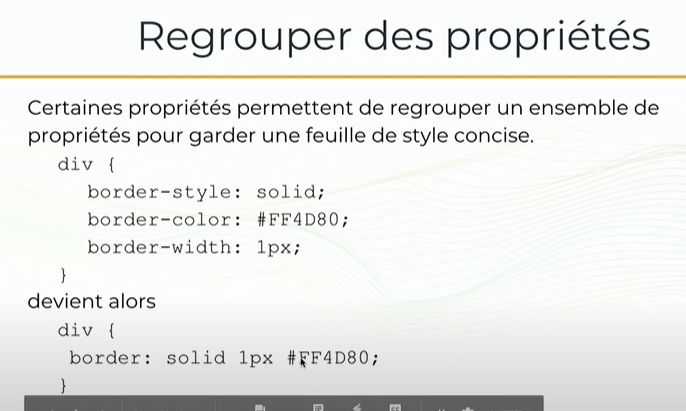 Regrouper des propriétés
Certaines propriétés permettent de regrouper un ensemble de
propriétés pour garder une feuille de style concise.
div {
border-style: solid;
border-color: #FF4D80;
border-width: 1px;
}
devient alors
div {
border: solid 1px #FF4D80;
}